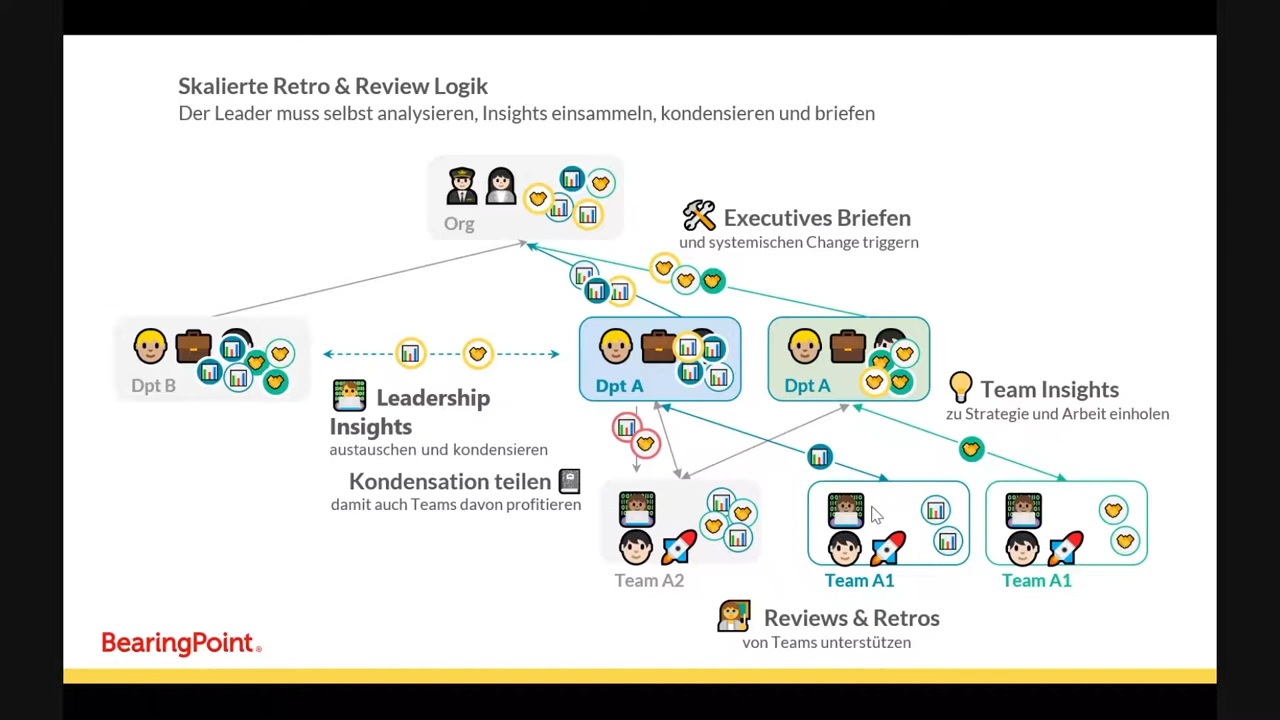 Skalierte Retro & Review Logik
Der Leader muss selbst analysieren, Insights einsammeln, kondensieren und briefen
Org
Executives Briefen
und systemischen Change triggern
Dpt B
Dpt A
Dpt A
Leadership
Insights
austauschen und kondensieren
Team Insights
zu Strategie und Arbeit einholen
Kondensation teilen
damit auch Teams davon profitieren
Team A2
Team A1
Team A1
Reviews & Retros
von Teams unterstützen
BearingPoint®